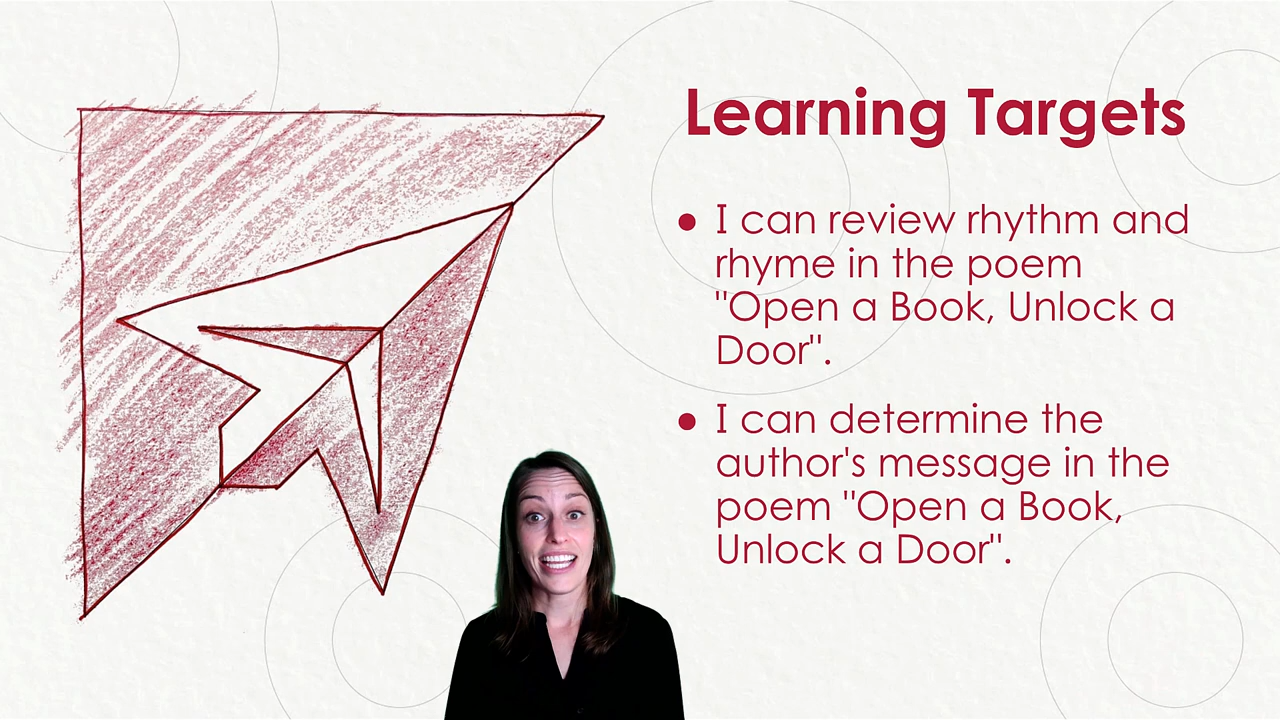 Learning Targets
● I can review rhythm and
rhyme in the poem
"Open a Book, Unlock a
Door".
● I can determine the
author's message in the
poem "Open a Book,
Unlock a Door".